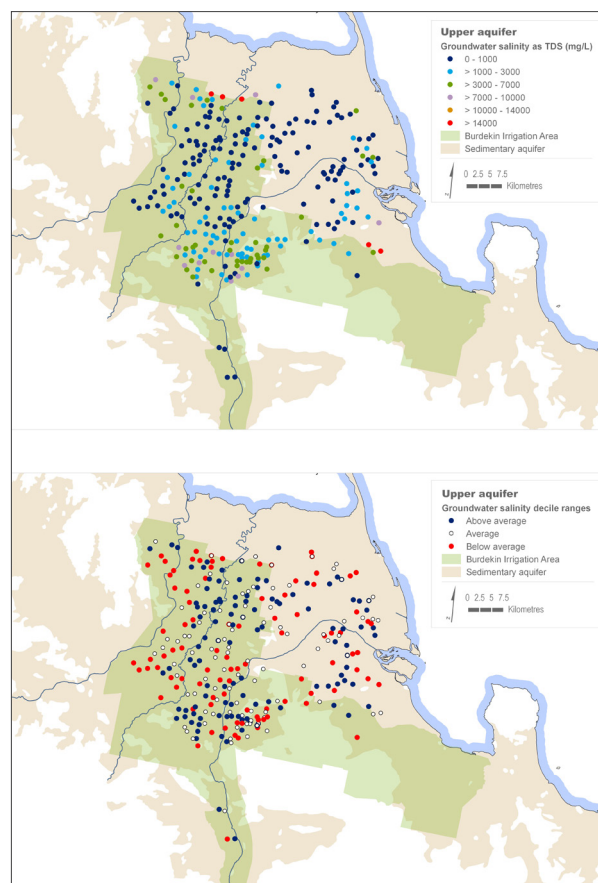 Upper aquifer
Groundwater salinity as TDS (mg/L)
0 - 1000
> 1000 - 3000
> 3000 - 7000
> 7000 - 10000
> 10000 - 14000
> 14000
Burdekin Irrigation Area
Sedimentary aquifer
0 2.5 5 7.5
Kilometres
z
Upper aquifer
Groundwater salinity decile ranges
Above average
Average
Below average
Burdekin Irrigation Area
Sedimentary aquifer
0 2.5 5 7.5
Kilometres
z